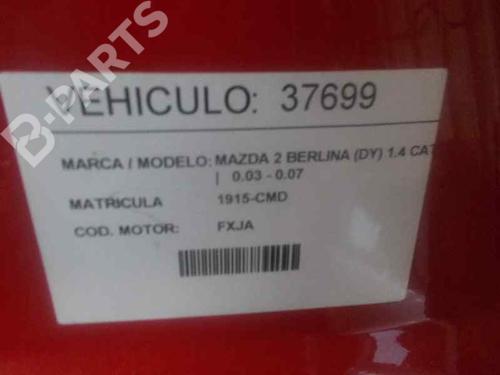 VEHICULO: 37699
MARCA / MODELO: MAZDA 2 BERLINA (DY) 1.4 CAT
| 0.03 - 0.07
MATRICULA 1915-CMD
COD. MOTOR: FXJA
B-PARTS